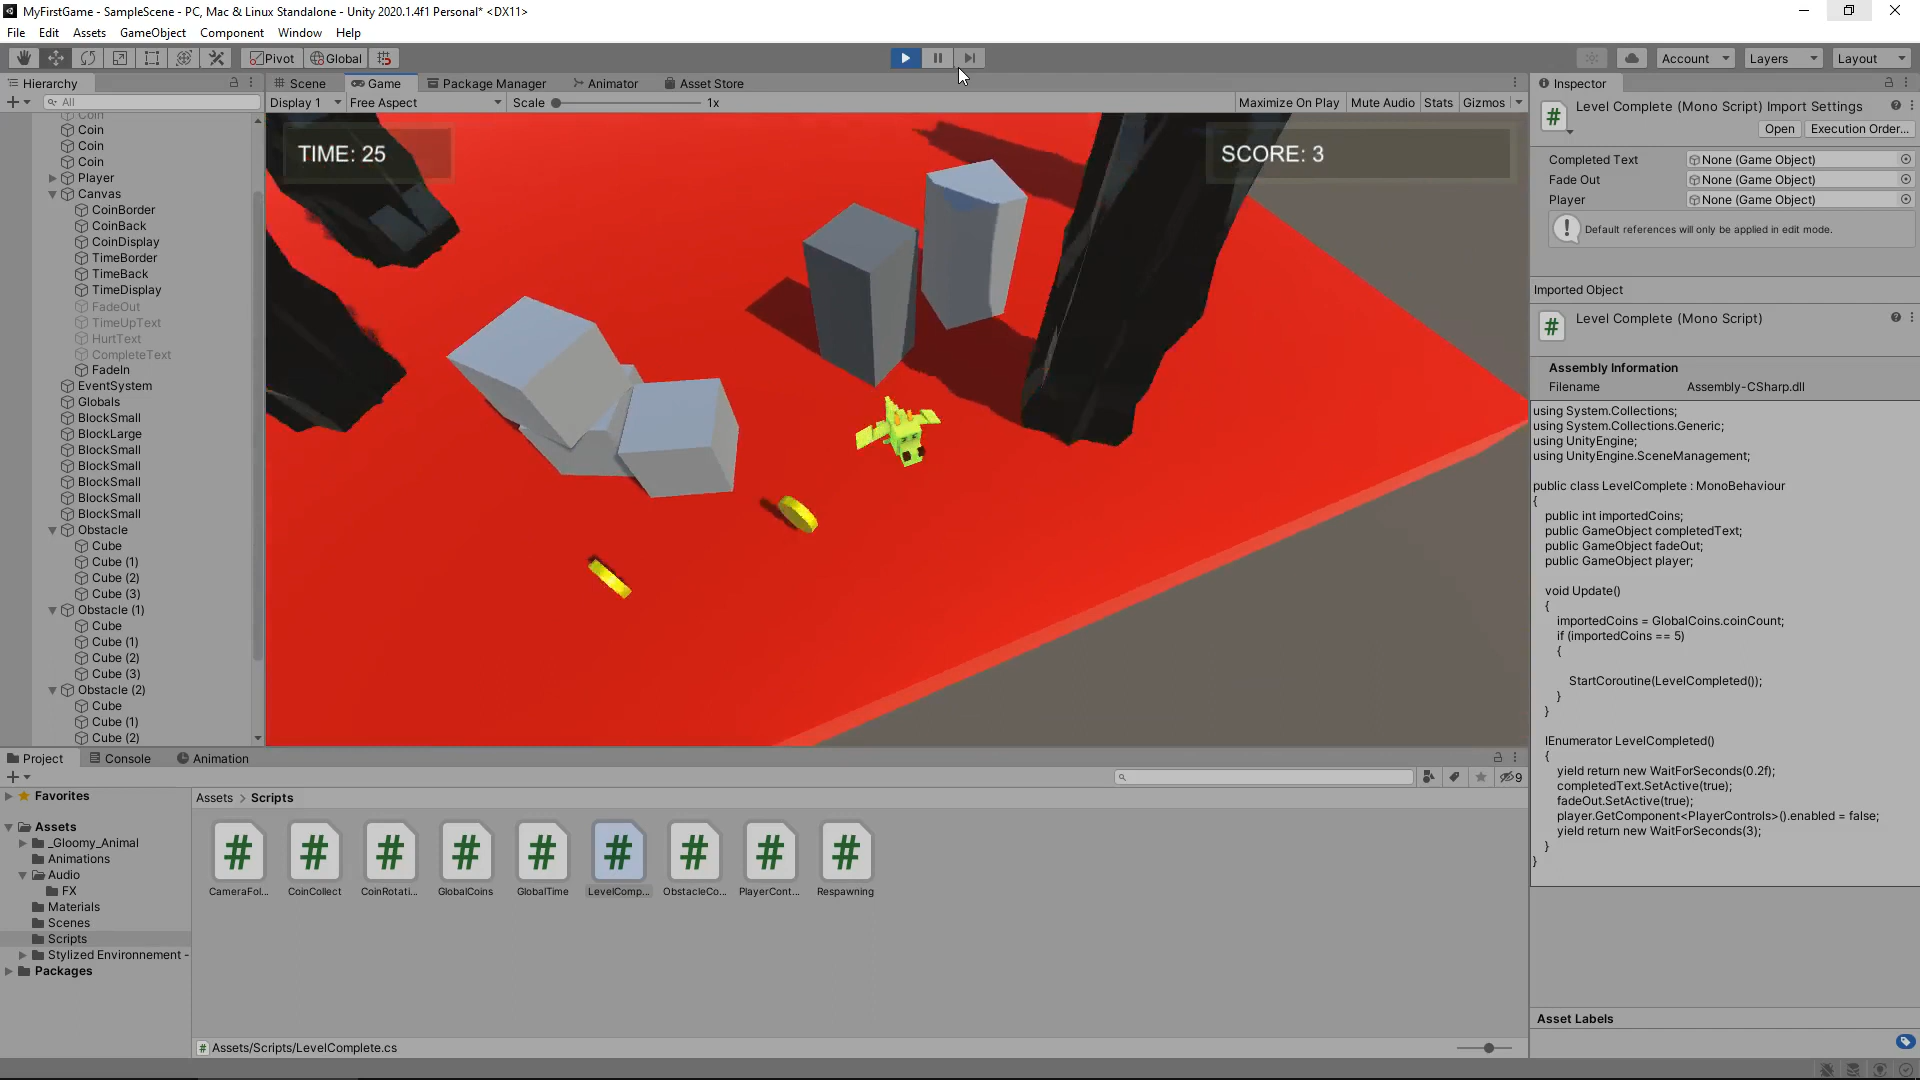 MyFirstGame - SampleScene - PC, Mac & Linux Standalone - Unity 2020.1.4f1 Personal* <DX11>
File Edit Assets GameObject Component Window Help
Pivot Global Account Layers Layout
Hierarchy Scene Game Package Manager Animator Asset Store Inspector
All Display 1 Free Aspect Scale 1x Maximize On Play Mute Audio Stats Gizmos
Coin
Coin
Coin
Coin
Player
Canvas
CoinBorder
CoinBack
CoinDisplay
TimeBorder
TimeBack
TimeDisplay
FadeOut
TimeUpText
HurtText
CompleteText
FadeIn
EventSystem
Globals
BlockSmall
BlockLarge
BlockSmall
BlockSmall
BlockSmall
BlockSmall
BlockSmall
Obstacle
Cube
Cube (1)
Cube (2)
Cube (3)
Obstacle (1)
Cube
Cube (1)
Cube (2)
Cube (3)
Obstacle (2)
Cube
Cube (1)
Cube (2)
TIME: 25
SCORE: 3
Level Complete (Mono Script) Import Settings
Open Execution Order...
Completed Text None (Game Object)
Fade Out None (Game Object)
Player None (Game Object)
Default references will only be applied in edit mode.
Imported Object
Level Complete (Mono Script)
Assembly Information
Filename Assembly-CSharp.dll
using System.Collections;
using System.Collections.Generic;
using UnityEngine;
using UnityEngine.SceneManagement;
public class LevelComplete : MonoBehaviour
{
public int importedCoins;
public GameObject completedText;
public GameObject fadeOut;
public GameObject player;
void Update()
{
importedCoins = GlobalCoins.coinCount;
if (importedCoins == 5)
{
StartCoroutine(LevelCompleted());
}
}
IEnumerator LevelCompleted()
{
yield return new WaitForSeconds(0.2f);
completedText.SetActive(true);
fadeOut.SetActive(true);
player.GetComponent<PlayerControls>().enabled = false;
yield return new WaitForSeconds(3);
}
}
Asset Labels
Project Console Animation
9
Favorites
Assets
_Gloomy_Animal
Animations
Audio
FX
Materials
Scenes
Scripts
Stylized Environnement -
Packages
Assets > Scripts
CameraFol... CoinCollect CoinRotati... GlobalCoins GlobalTime LevelComp... ObstacleCo... PlayerCont... Respawning
Assets/Scripts/LevelComplete.cs